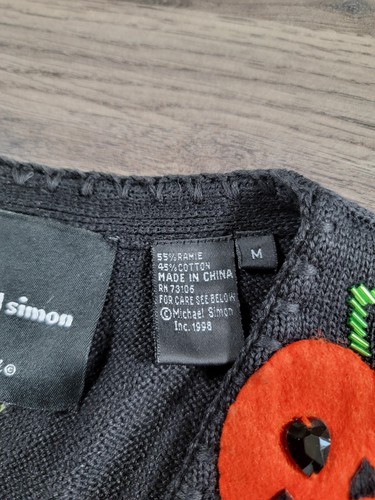 simon
©
55% RAMIE
45% COTTON
MADE IN CHINA
RN 73106
FOR CARE SEE BELOW
©Michael Simon
Inc. 1998
M